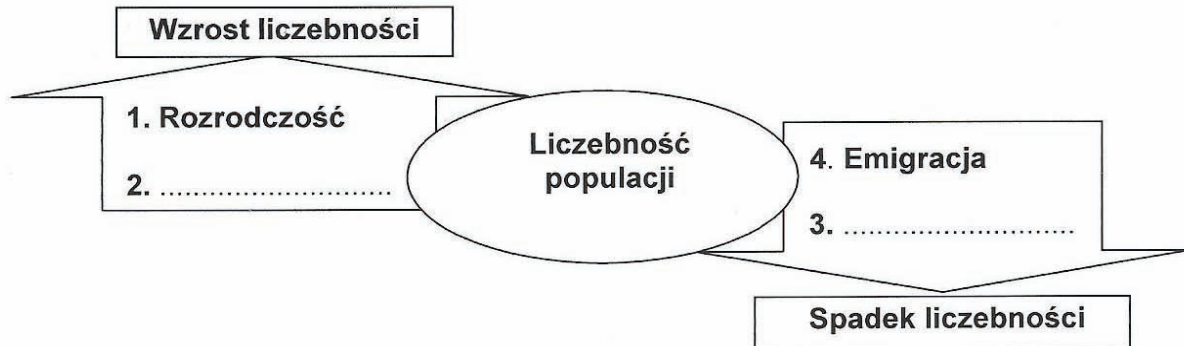 Wzrost liczebności
1. Rozrodczość
2. ..............................
Liczebność
populacji
4. Emigracja
3. ..............................
Spadek liczebności